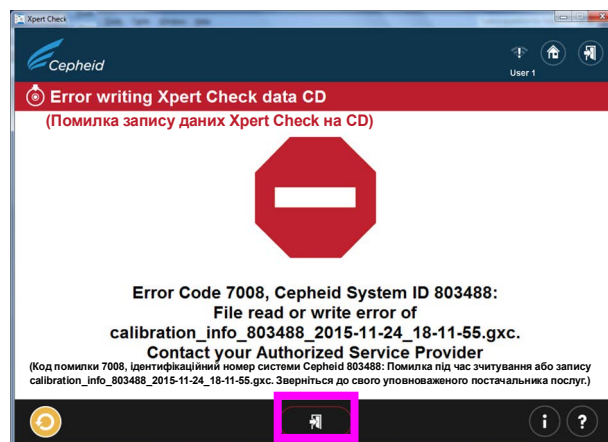 Xpert Check
Cepheid
User 1
Error writing Xpert Check data CD
(Помилка запису даних Xpert Check на CD)
Error Code 7008, Cepheid System ID 803488:
File read or write error of
calibration_info_803488_2015-11-24_18-11-55.gxc.
Contact your Authorized Service Provider
(Код помилки 7008, ідентифікаційний номер системи Cepheid 803488: Помилка під час зчитування або запису
calibration_info_803488_2015-11-24_18-11-55.gxc. Зверніться до свого уповноваженого постачальника послуг.)
i ?